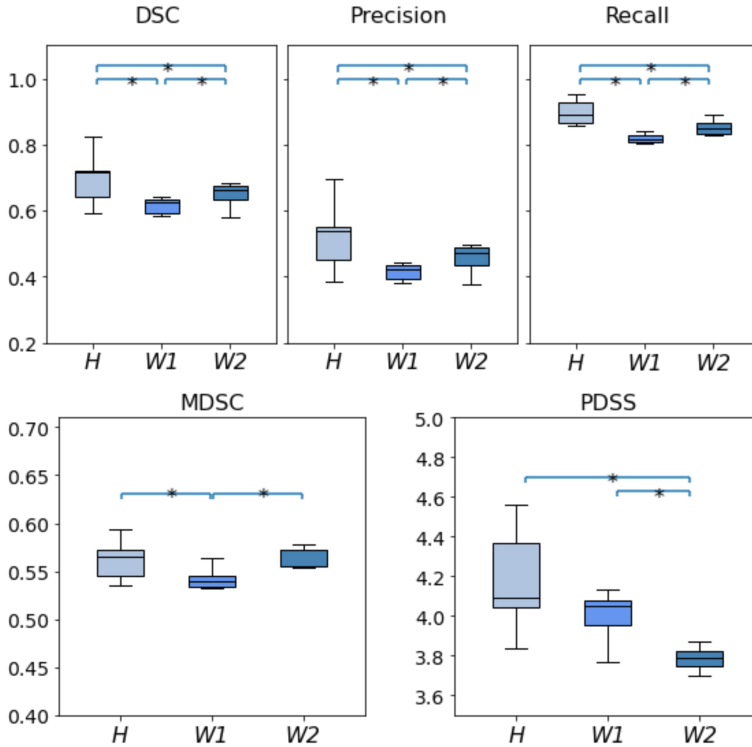 DSC Precision Recall
* * *
* * * * * *
1.0
0.8
0.6
0.4
0.2
H W1 W2 H W1 W2 H W1 W2
MDSC
0.70
0.65
0.60
0.55
0.50
0.45
0.40
* *
H W1 W2
PDSS
5.0
4.8
4.6
4.4
4.2
4.0
3.8
3.6
*
*
H W1 W2